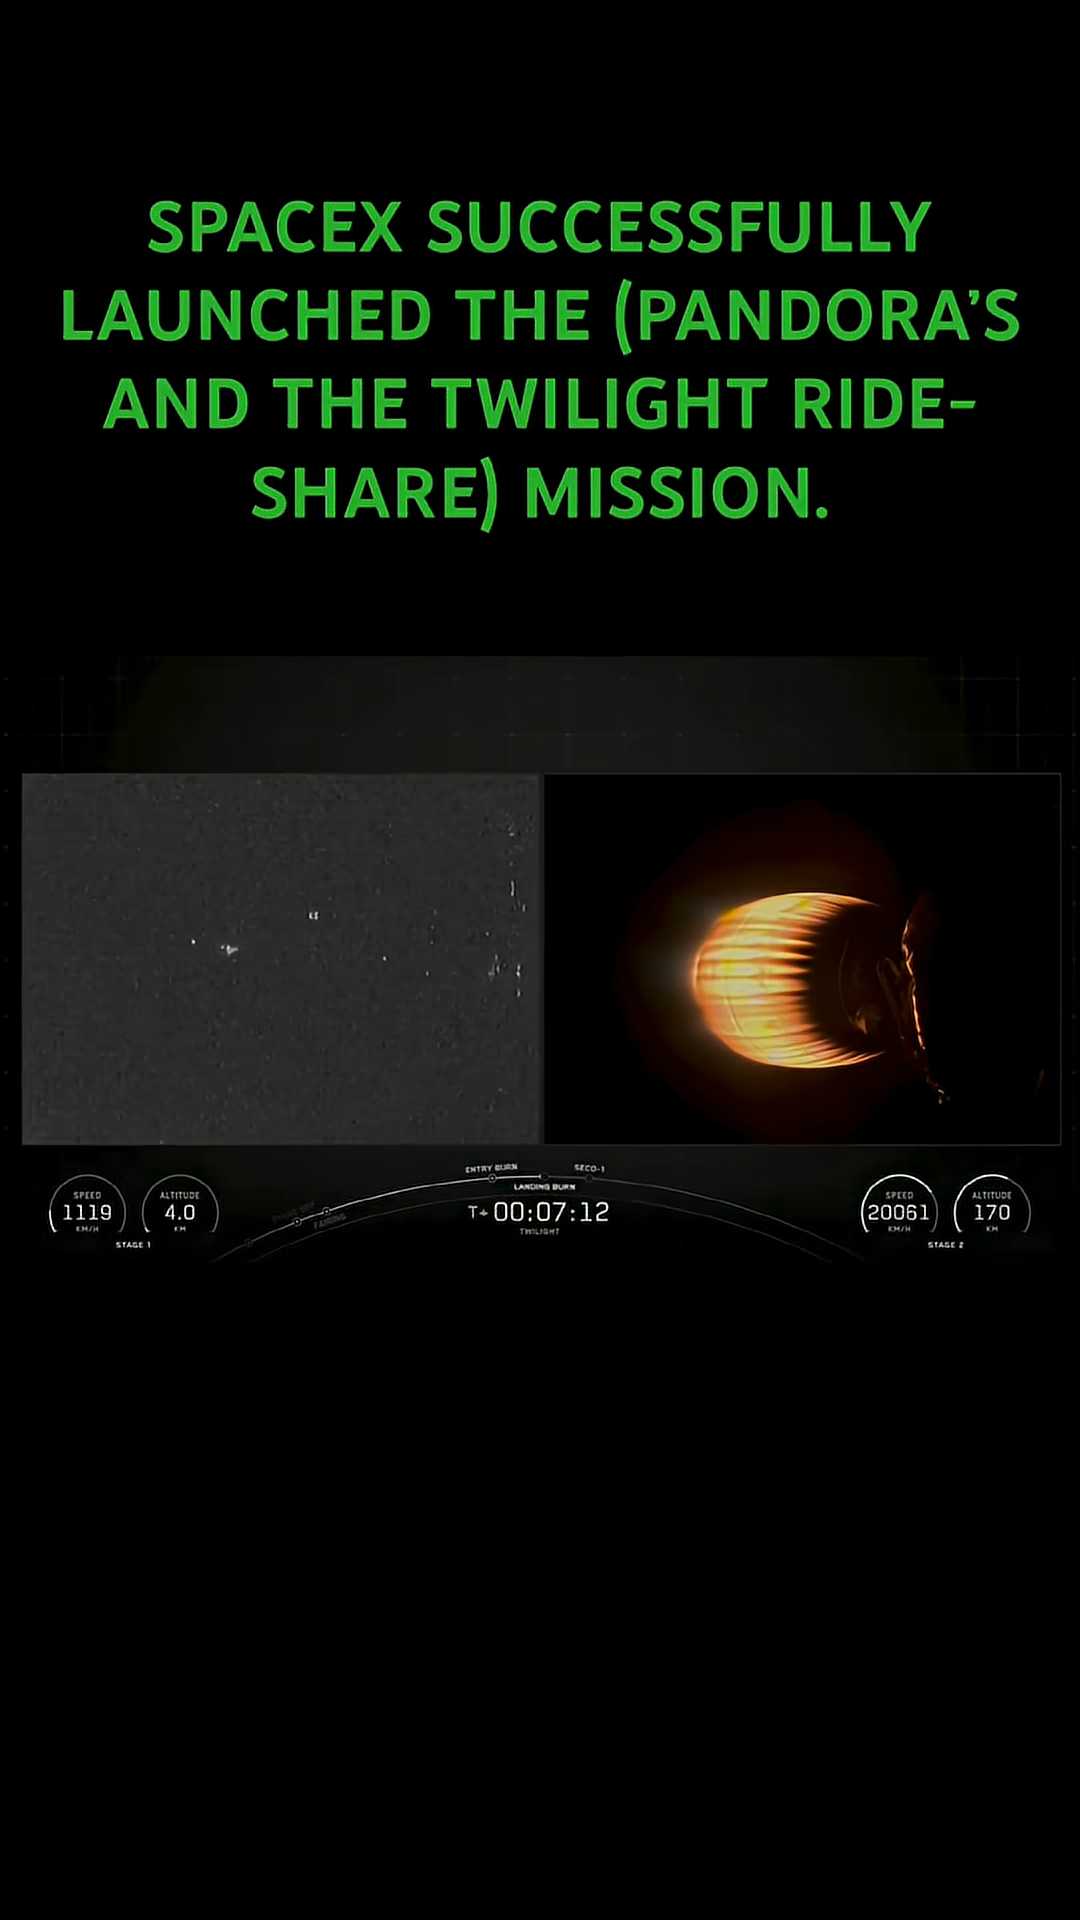 SPACEX SUCCESSFULLY
LAUNCHED THE (PANDORA’S
AND THE TWILIGHT RIDE-
SHARE) MISSION.
ENTRY BURN
SECO-1
LANDING BURN
SPEED
1119
KM/H
ALTITUDE
4.0
KM
STAGE 1
FAIRING
T+00:07:12
TWILIGHT
SPEED
20061
KM/H
ALTITUDE
170
KM
STAGE 2